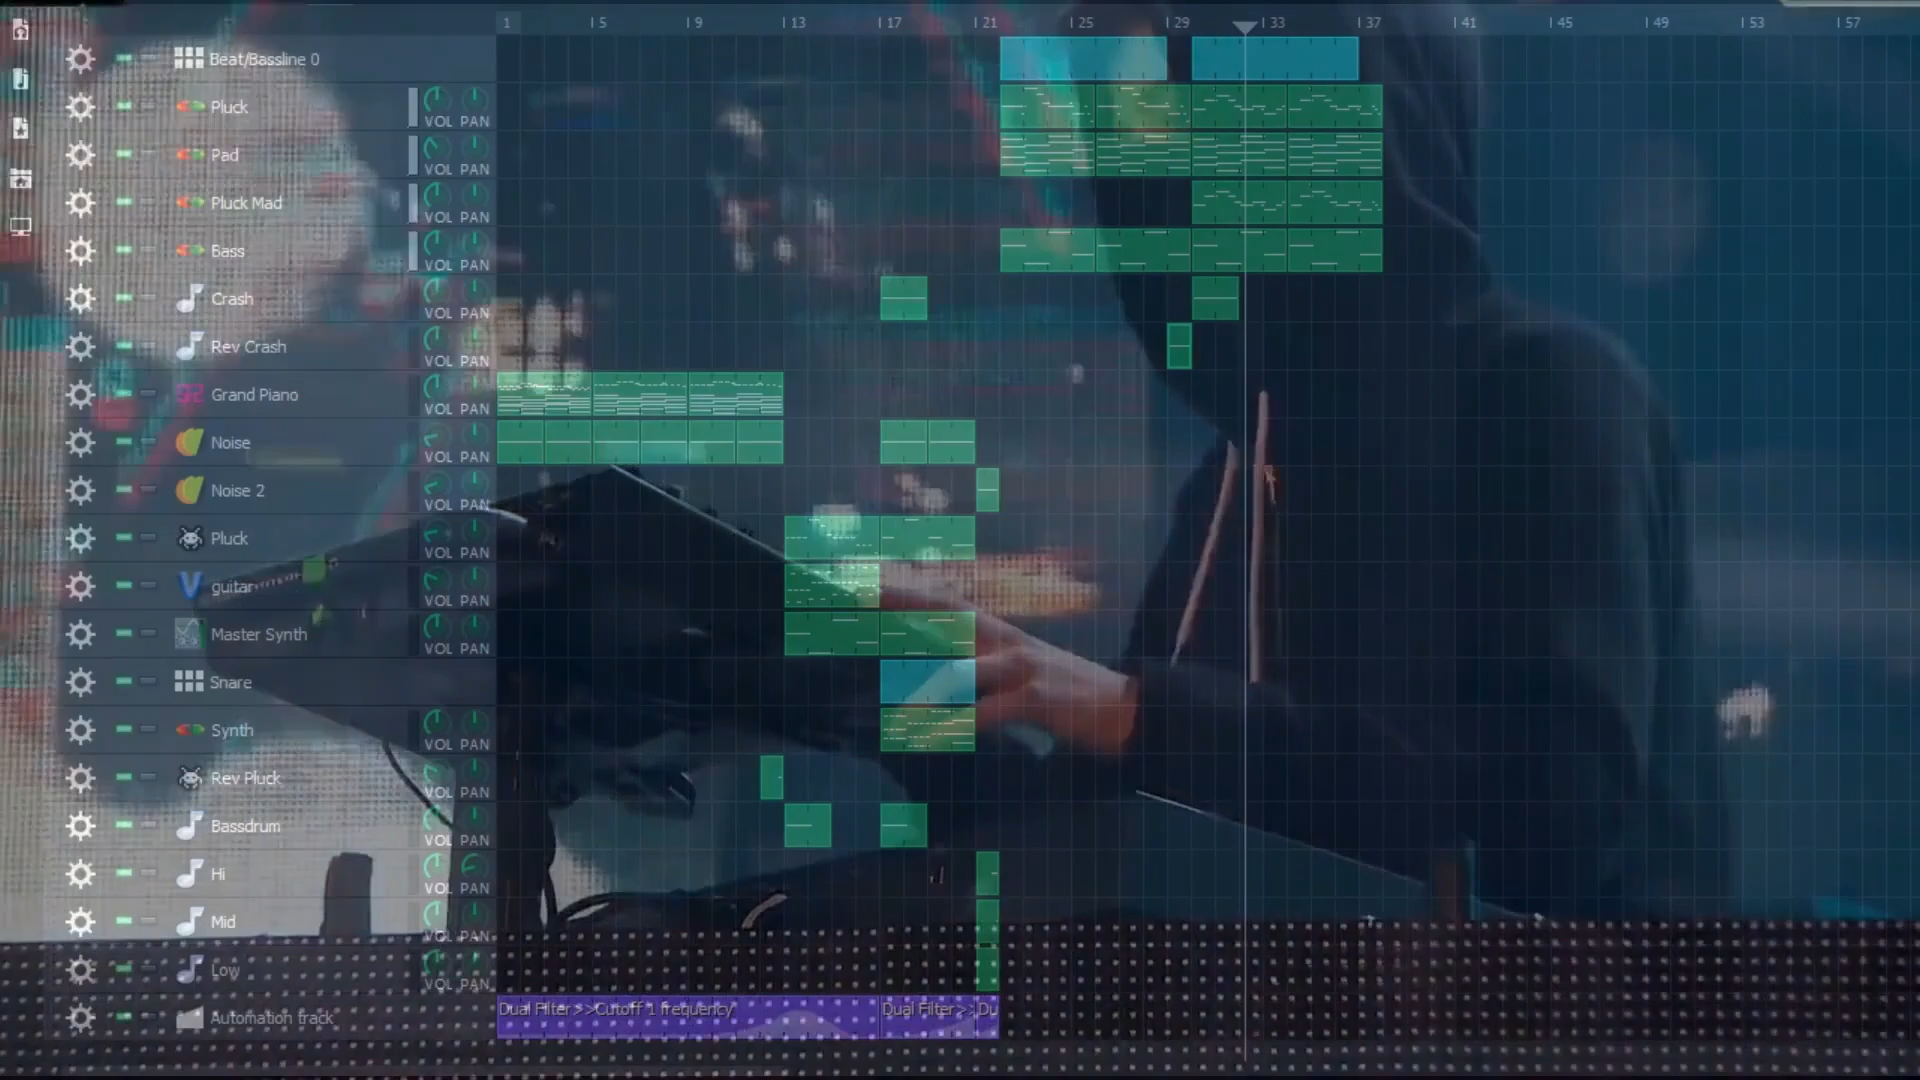 1 5 9 13 17 21 25 29 33 37 41 45 49 53 57
Beat/Bassline 0
Pluck VOL PAN
Pad VOL PAN
Pluck Mad VOL PAN
Bass VOL PAN
Crash VOL PAN
Rev Crash VOL PAN
Grand Piano VOL PAN
Noise VOL PAN
Noise 2 VOL PAN
Pluck VOL PAN
guitar VOL PAN
Master Synth VOL PAN
Snare
Synth VOL PAN
Rev Pluck VOL PAN
Bassdrum VOL PAN
Hi VOL PAN
Mid VOL PAN
Low VOL PAN
Automation track Dual Filter>>Cutoff 1 frequency Dual Filter>> Du